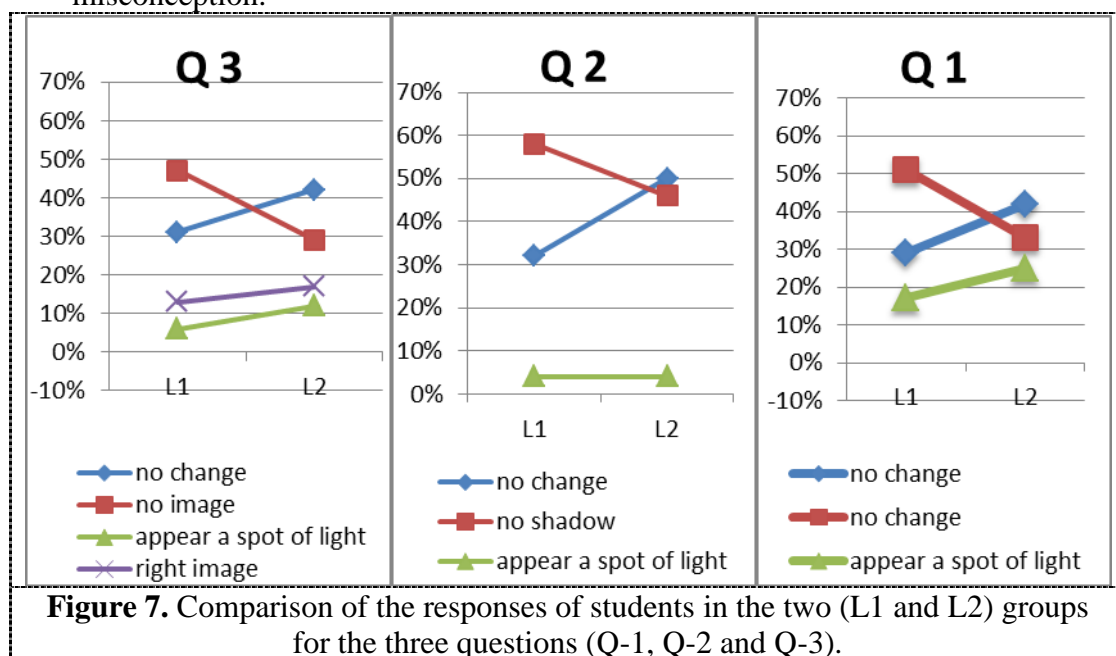 misconception.
Q 3
70%
60%
50%
40%
30%
20%
10%
0%
-10%
L1 L2
no change
no image
appear a spot of light
right image
Q 2
70%
60%
50%
40%
30%
20%
10%
0%
L1 L2
no change
no shadow
appear a spot of light
Q 1
70%
60%
50%
40%
30%
20%
10%
0%
-10%
L1 L2
no change
no change
appear a spot of light
Figure 7. Comparison of the responses of students in the two (L1 and L2) groups
for the three questions (Q-1, Q-2 and Q-3).